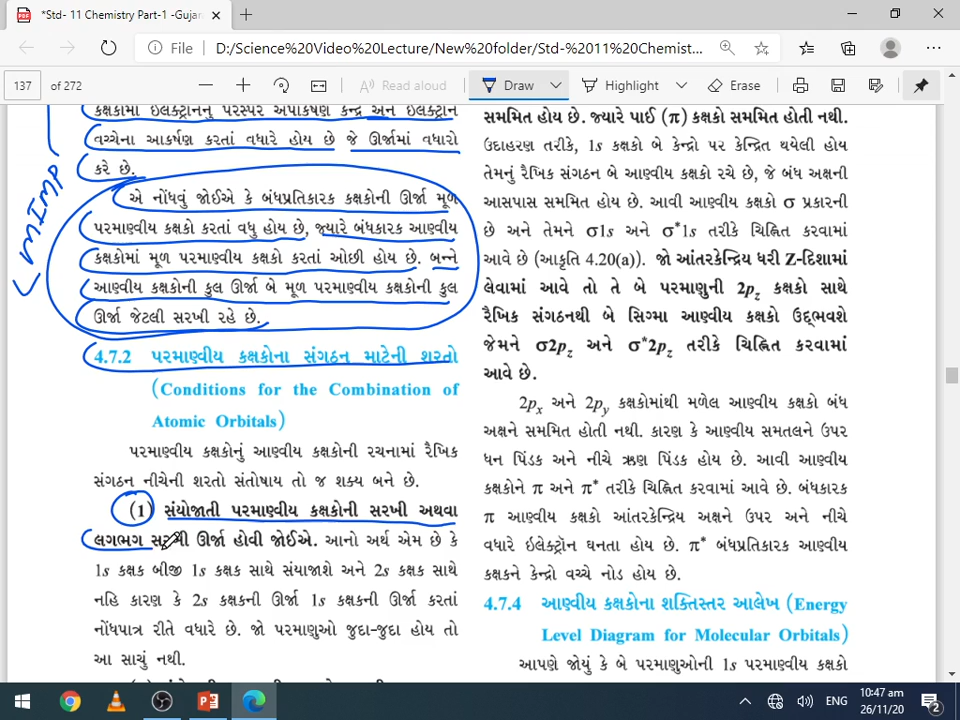 *Std- 11 Chemistry Part-1 -Gujar
File
D:/Science%20Video%20Lecture/New%20folder/Std-%2011%20Chemist...
137
of 272
Read aloud
Draw
Highlight
Erase
કક્ષકોમાં ઇલેક્ટ્રૉનનું પરસ્પર અપાકર્ષણ કેન્દ્ર અને ઇલેક્ટ્રૉન
વચ્ચેના આકર્ષણ કરતાં વધારે હોય છે જે ઊર્જામાં વધારો
કરે છે.
એ નોંધવું જોઈએ કે બંધપ્રતિકારક કક્ષકોની ઊર્જા મૂળ
પરમાણ્વીય કક્ષકો કરતાં વધુ હોય છે, જ્યારે બંધકારક આણ્વીય
કક્ષકોમાં મૂળ પરમાણ્વીય કક્ષકો કરતાં ઓછી હોય છે. બન્ને
આણ્વીય કક્ષકોની કુલ ઊર્જા બે મૂળ પરમાણ્વીય કક્ષકોની કુલ
ઊર્જા જેટલી સરખી રહે છે.
4.7.2 પરમાણ્વીય કક્ષકોના સંગઠન માટેની શરતો
(Conditions for the Combination of
Atomic Orbitals)
પરમાણ્વીય કક્ષકોનું આણ્વીય કક્ષકોની રચનામાં રૈખિક
સંગઠન નીચેની શરતો સંતોષાય તો જ શક્ય બને છે.
(1) સંયોજાતી પરમાણ્વીય કક્ષકોની સરખી અથવા
લગભગ સરખી ઊર્જા હોવી જોઈએ. આનો અર્થ એમ છે કે
1s કક્ષક બીજી 1s કક્ષક સાથે સંયાજાશે અને 2s કક્ષક સાથે
નહિ કારણ કે 2s કક્ષકની ઊર્જા 1s કક્ષકની ઊર્જા કરતાં
નોંધપાત્ર રીતે વધારે છે. જો પરમાણુઓ જુદા-જુદા હોય તો
આ સાચું નથી.
સમમિત હોય છે. જ્યારે પાઈ (π) કક્ષકો સમમિત હોતી નથી.
ઉદાહરણ તરીકે, 1s કક્ષકો બે કેન્દ્રો પર કેન્દ્રિત થયેલી હોય
તેમનું રૈખિક સંગઠન બે આણ્વીય કક્ષકો રચે છે, જે બંધ અક્ષની
આસપાસ સમમિત હોય છે. આવી આણ્વીય કક્ષકો σ પ્રકારની
છે અને તેમને σ1s અને σ*1s તરીકે ચિહ્નિત કરવામાં
આવે છે (આકૃતિ 4.20(a)). જો આંતરકેન્દ્રિય ધરી Z-દિશામાં
લેવામાં આવે તો તે બે પરમાણુની 2pz કક્ષકો સાથે
રૈખિક સંગઠનથી બે સિગ્મા આણ્વીય કક્ષકો ઉદ્ભવશે
જેમને σ2pz અને σ*2pz તરીકે ચિહ્નિત કરવામાં
આવે છે.
2px અને 2py કક્ષકોમાંથી મળેલ આણ્વીય કક્ષકો બંધ
અક્ષને સમમિત હોતી નથી. કારણ કે આણ્વીય સમતલને ઉપર
ધન પિંડક અને નીચે ઋણ પિંડક હોય છે. આવી આણ્વીય
કક્ષકોને π અને π* તરીકે ચિહ્નિત કરવામાં આવે છે. બંધકારક
π આણ્વીય કક્ષકો આંતરકેન્દ્રિય અક્ષને ઉપર અને નીચે
વધારે ઇલેક્ટ્રૉન ઘનતા હોય છે. π* બંધપ્રતિકારક આણ્વીય
કક્ષકને કેન્દ્રો વચ્ચે નોડ હોય છે.
4.7.4 આણ્વીય કક્ષકોના શક્તિસ્તર આલેખ (Energy
Level Diagram for Molecular Orbitals)
આપણે જોયું કે બે પરમાણુઓની 1s પરમાણ્વીય કક્ષકો
ENG
10:47 am
26/11/20
2